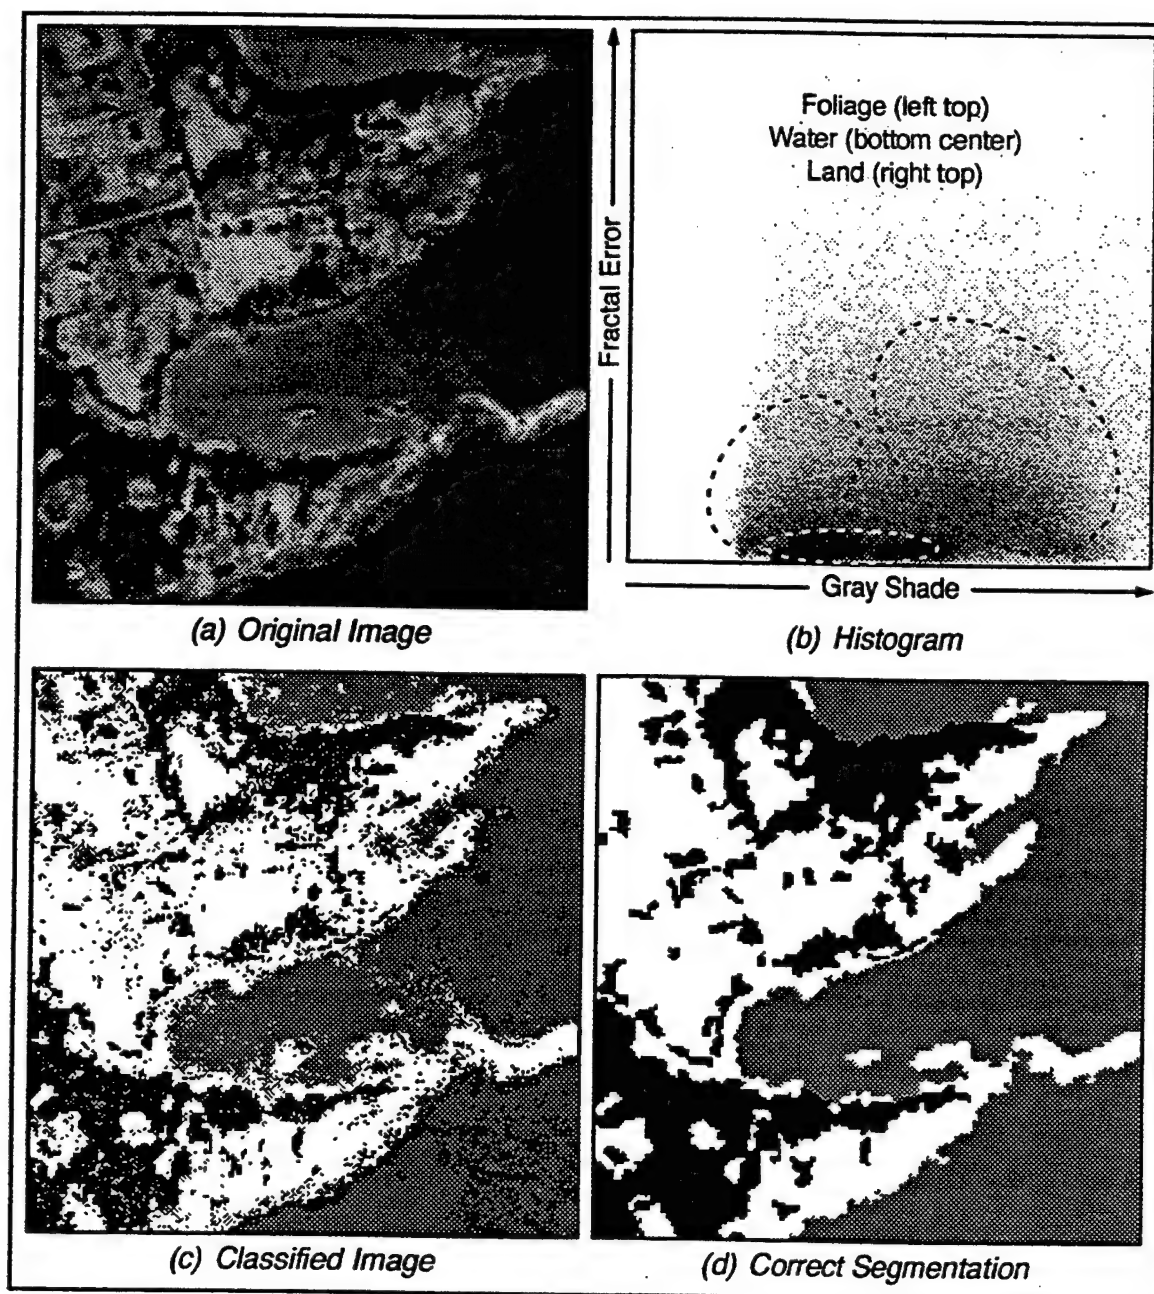 Foliage (left top)
Water (bottom center)
Land (right top)
Fractal Error
Gray Shade
(a) Original Image
(b) Histogram
(c) Classified Image
(d) Correct Segmentation